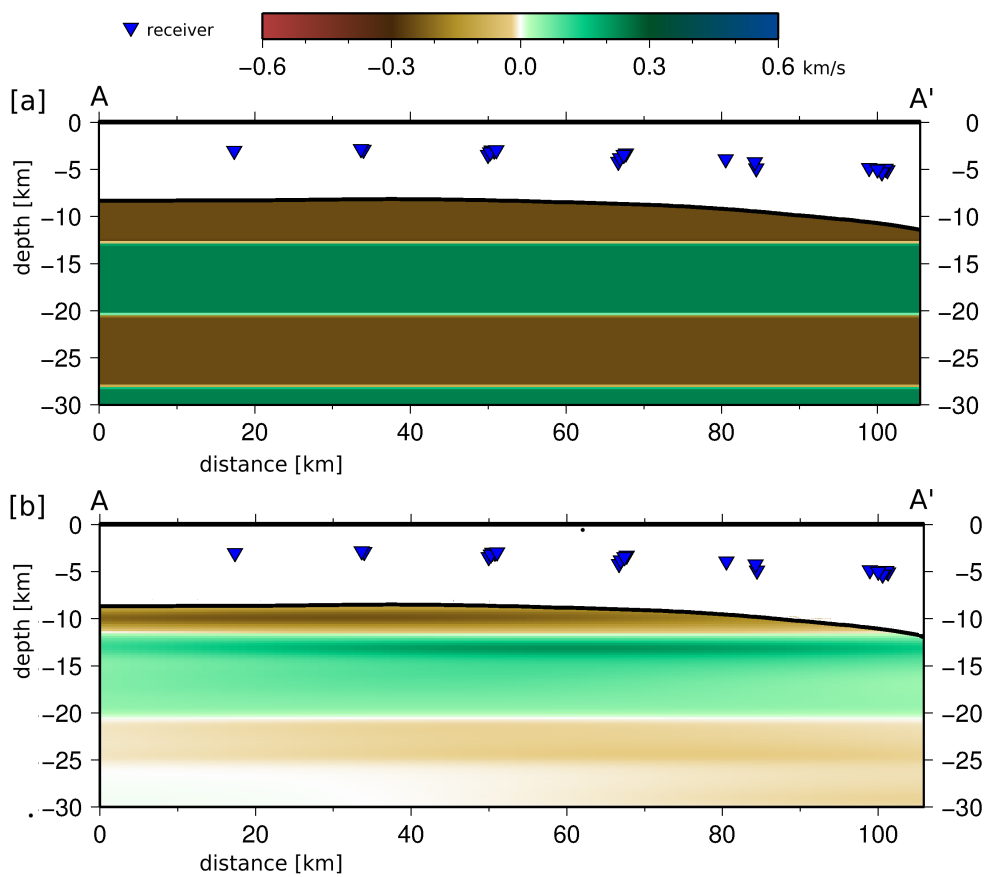 receiver
−0.6 −0.3 0.0 0.3 0.6 km/s
[a] A A'
0 0
−5 −5
−10 −10
−15 −15
−20 −20
−25 −25
−30 −30
depth [km]
0 20 40 60 80 100
distance [km]
[b] A A'
0 0
−5 −5
−10 −10
−15 −15
−20 −20
−25 −25
−30 −30
depth [km]
0 20 40 60 80 100
distance [km]